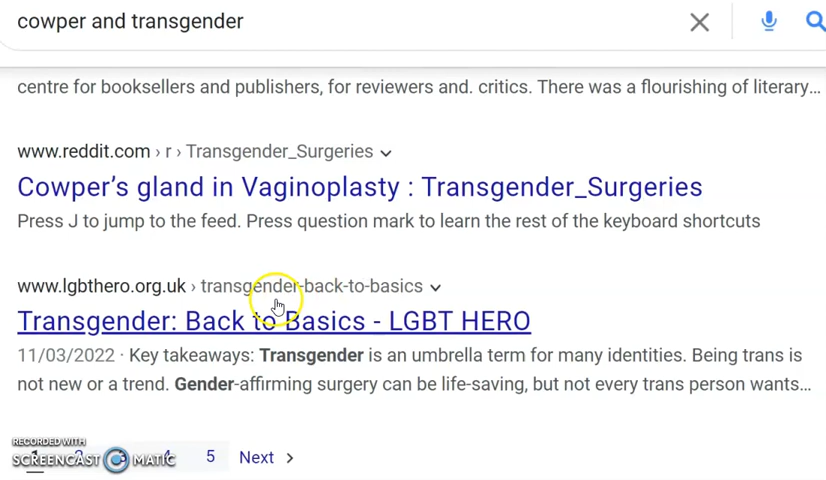 cowper and transgender
centre for booksellers and publishers, for reviewers and. critics. There was a flourishing of literary...
www.reddit.com › r › Transgender_Surgeries
Cowper's gland in Vaginoplasty : Transgender_Surgeries
Press J to jump to the feed. Press question mark to learn the rest of the keyboard shortcuts
www.lgbthero.org.uk › transgender-back-to-basics
Transgender: Back to Basics - LGBT HERO
11/03/2022 · Key takeaways: Transgender is an umbrella term for many identities. Being trans is
not new or a trend. Gender-affirming surgery can be life-saving, but not every trans person wants...
RECORDED WITH
SCREENCAST MATIC
1 2 4 5 Next